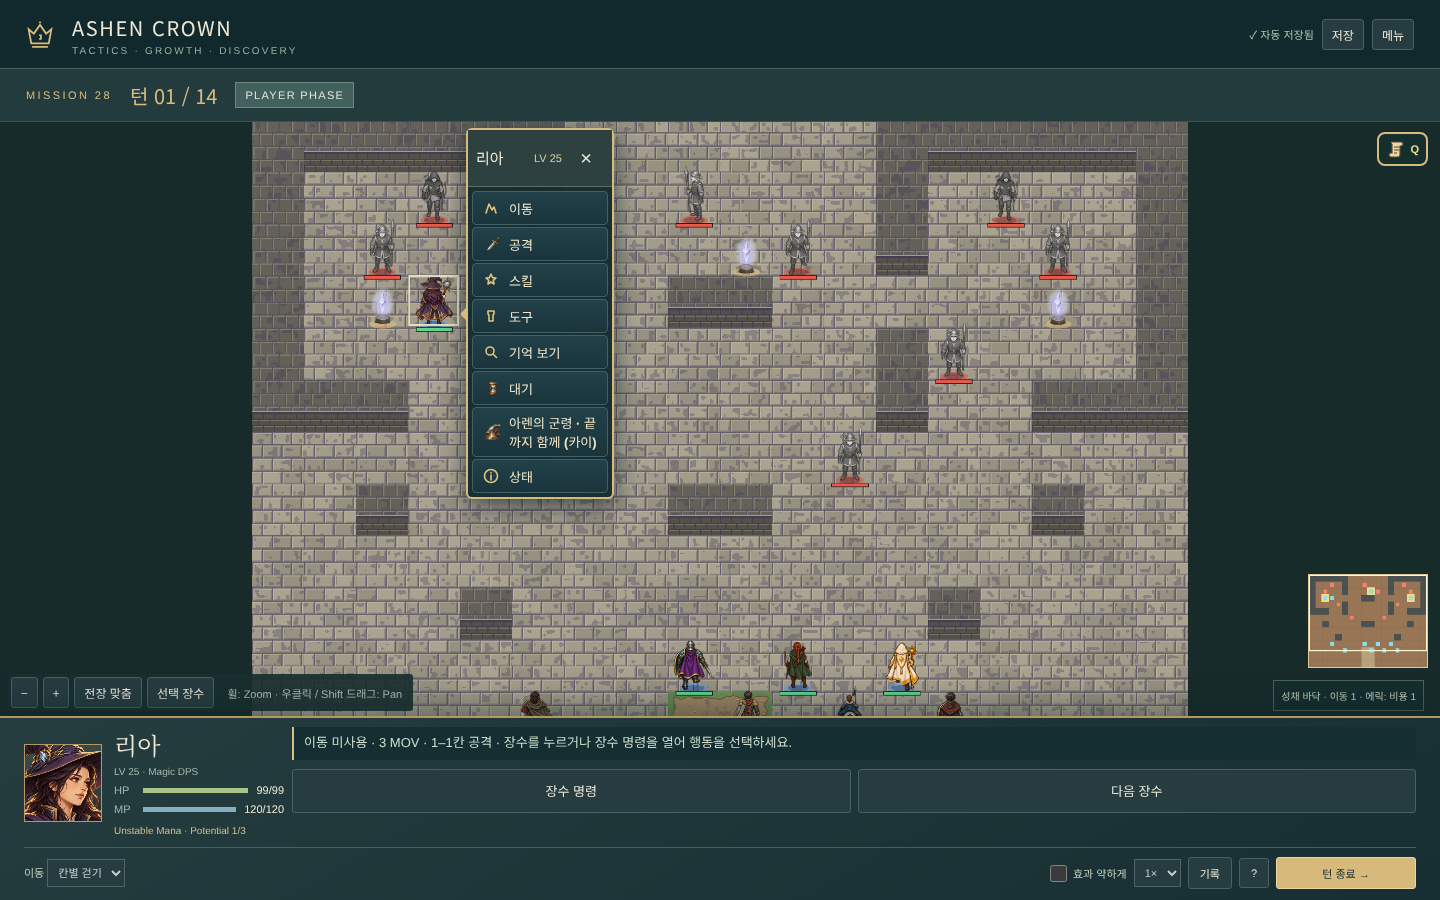 ASHEN CROWN
TACTICS · GROWTH · DISCOVERY
✓ 자동 저장됨
저장
메뉴
MISSION 28
턴 01 / 14
PLAYER PHASE
Q
리아
LV 25
✕
이동
공격
스킬
도구
기억 보기
대기
아렌의 군령 · 끝
까지 함께 (카이)
상태
−
+
전장 맞춤
선택 장수
휠: Zoom · 우클릭 / Shift 드래그: Pan
성채 바닥 · 이동 1 · 에릭: 비용 1
리아
LV 25 · Magic DPS
HP 99/99
MP 120/120
Unstable Mana · Potential 1/3
이동 미사용 · 3 MOV · 1–1칸 공격 · 장수를 누르거나 장수 명령을 열어 행동을 선택하세요.
장수 명령
다음 장수
이동
칸별 걷기
효과 약하게
1×
기록
?
턴 종료 →